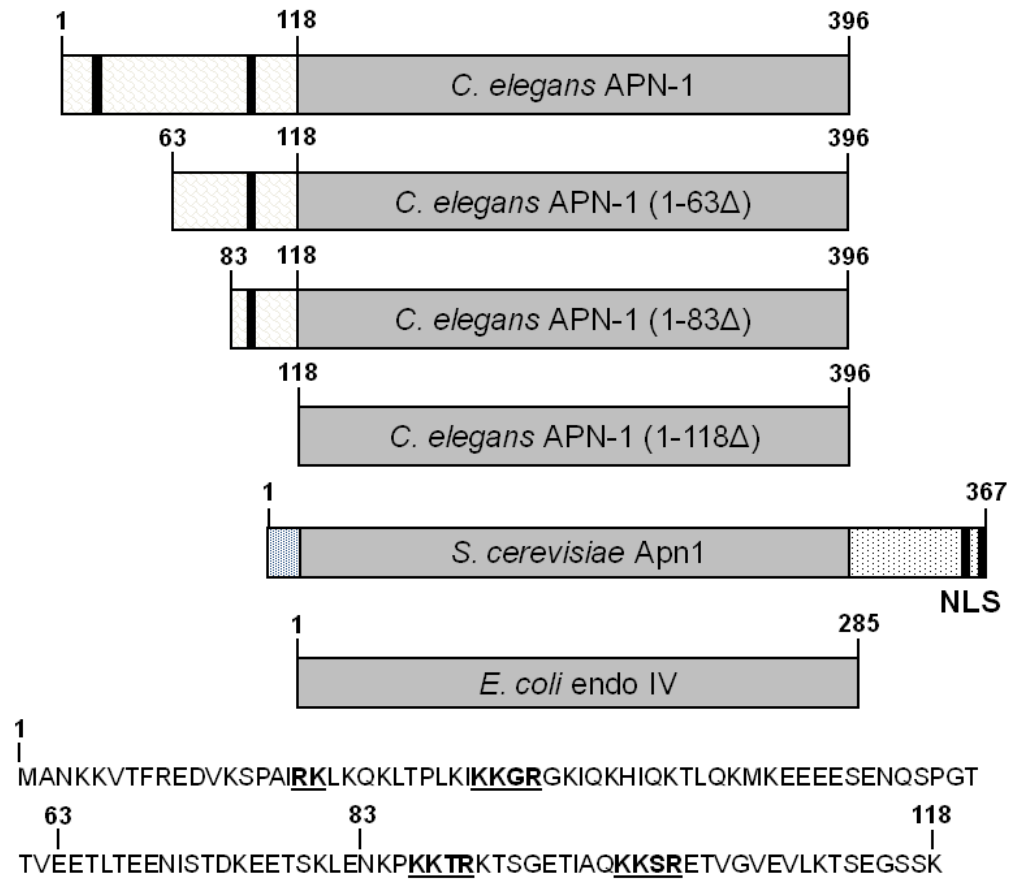 1 118 396
C. elegans APN-1
63 118 396
C. elegans APN-1 (1-63Δ)
83 118 396
C. elegans APN-1 (1-83Δ)
118 396
C. elegans APN-1 (1-118Δ)
1 367
S. cerevisiae Apn1
NLS
1 285
E. coli endo IV
1
MANKKVTFREDVKSPAIRKLKQKLTPLKIKKGRGKIQKHIQKTLQKMKEEEESENQSPGT
63 83 118
TVEETLTEENISTDKEETSKLENKPKKTRKTSGETIAQKKSRETVGVEVLKTSEGSSK